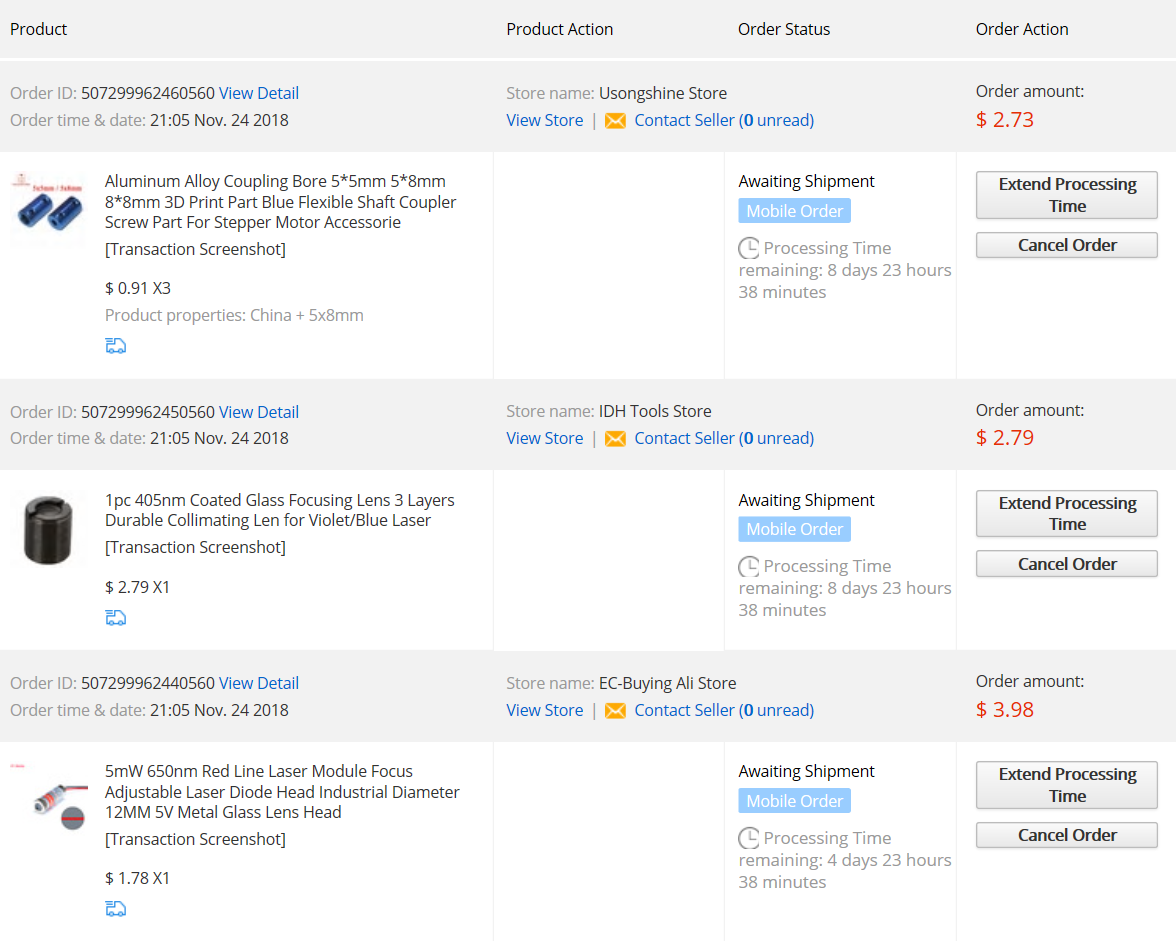 Product Product Action Order Status Order Action
Order ID: 507299962460560 View Detail Store name: Usongshine Store Order amount:
Order time & date: 21:05 Nov. 24 2018 View Store | Contact Seller (0 unread) $ 2.73
Aluminum Alloy Coupling Bore 5*5mm 5*8mm
8*8mm 3D Print Part Blue Flexible Shaft Coupler
Screw Part For Stepper Motor Accessorie
[Transaction Screenshot]
$ 0.91 X3
Product properties: China + 5x8mm
Awaiting Shipment
Mobile Order
Processing Time
remaining: 8 days 23 hours
38 minutes
Extend Processing
Time
Cancel Order
Order ID: 507299962450560 View Detail Store name: IDH Tools Store Order amount:
Order time & date: 21:05 Nov. 24 2018 View Store | Contact Seller (0 unread) $ 2.79
1pc 405nm Coated Glass Focusing Lens 3 Layers
Durable Collimating Len for Violet/Blue Laser
[Transaction Screenshot]
$ 2.79 X1
Awaiting Shipment
Mobile Order
Processing Time
remaining: 8 days 23 hours
38 minutes
Extend Processing
Time
Cancel Order
Order ID: 507299962440560 View Detail Store name: EC-Buying Ali Store Order amount:
Order time & date: 21:05 Nov. 24 2018 View Store | Contact Seller (0 unread) $ 3.98
5mW 650nm Red Line Laser Module Focus
Adjustable Laser Diode Head Industrial Diameter
12MM 5V Metal Glass Lens Head
[Transaction Screenshot]
$ 1.78 X1
Awaiting Shipment
Mobile Order
Processing Time
remaining: 4 days 23 hours
38 minutes
Extend Processing
Time
Cancel Order